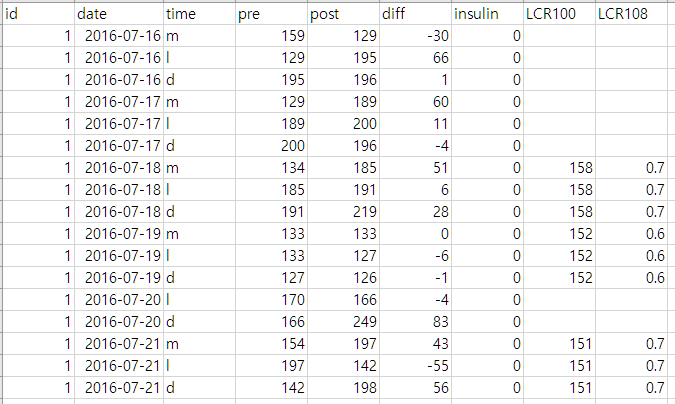 id date time pre post diff insulin LCR100 LCR108
1 2016-07-16 m 159 129 -30 0
1 2016-07-16 l 129 195 66 0
1 2016-07-16 d 195 196 1 0
1 2016-07-17 m 129 189 60 0
1 2016-07-17 l 189 200 11 0
1 2016-07-17 d 200 196 -4 0
1 2016-07-18 m 134 185 51 0 158 0.7
1 2016-07-18 l 185 191 6 0 158 0.7
1 2016-07-18 d 191 219 28 0 158 0.7
1 2016-07-19 m 133 133 0 0 152 0.6
1 2016-07-19 l 133 127 -6 0 152 0.6
1 2016-07-19 d 127 126 -1 0 152 0.6
1 2016-07-20 l 170 166 -4 0
1 2016-07-20 d 166 249 83 0
1 2016-07-21 m 154 197 43 0 151 0.7
1 2016-07-21 l 197 142 -55 0 151 0.7
1 2016-07-21 d 142 198 56 0 151 0.7